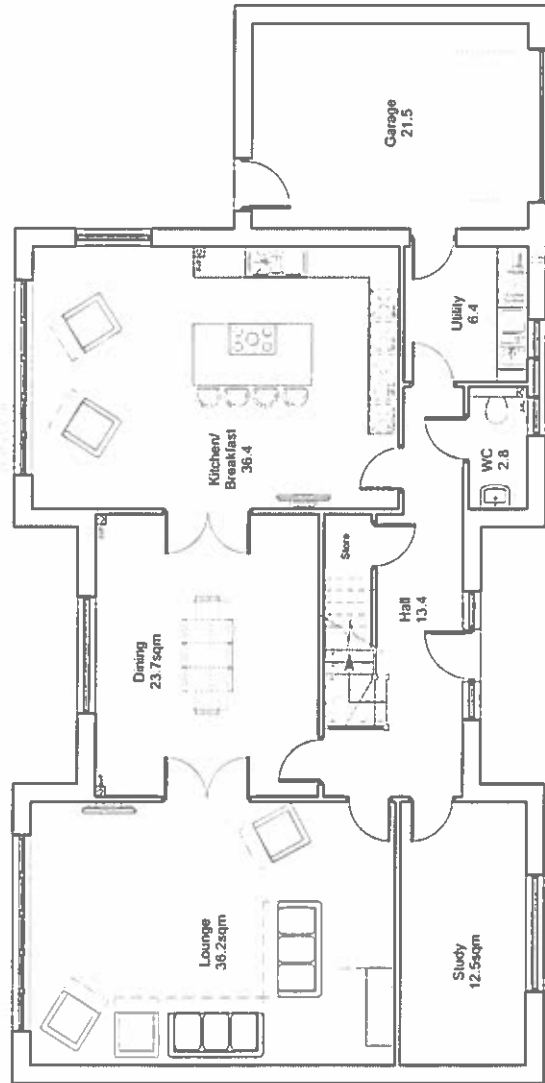 Lounge
36.2sqm
Study
12.5sqm
Dining
23.7sqm
Store
Hall
13.4
Kitchen/
Breakfast
36.4
WC
2.8
Utility
6.4
Garage
21.5